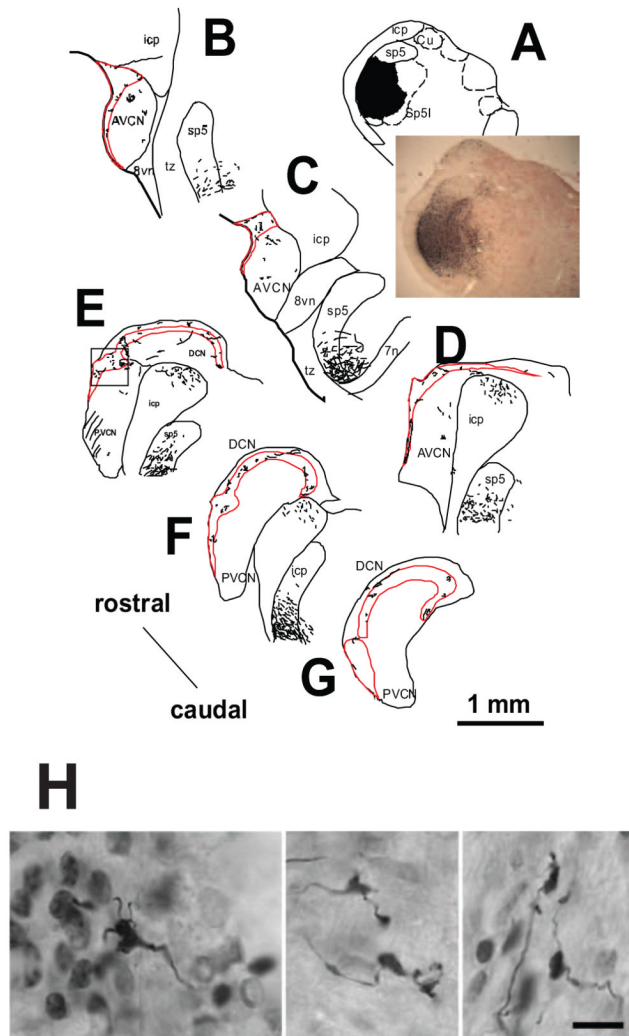 B
icp
AVCN
8vn
tz
sp5
A
icp
Cu
sp5
Sp5I
C
icp
AVCN
8vn
sp5
tz
7n
E
DCN
icp
PVCN
sp5
D
icp
AVCN
sp5
F
DCN
PVCN
icp
G
DCN
PVCN
rostral
caudal
1 mm
H